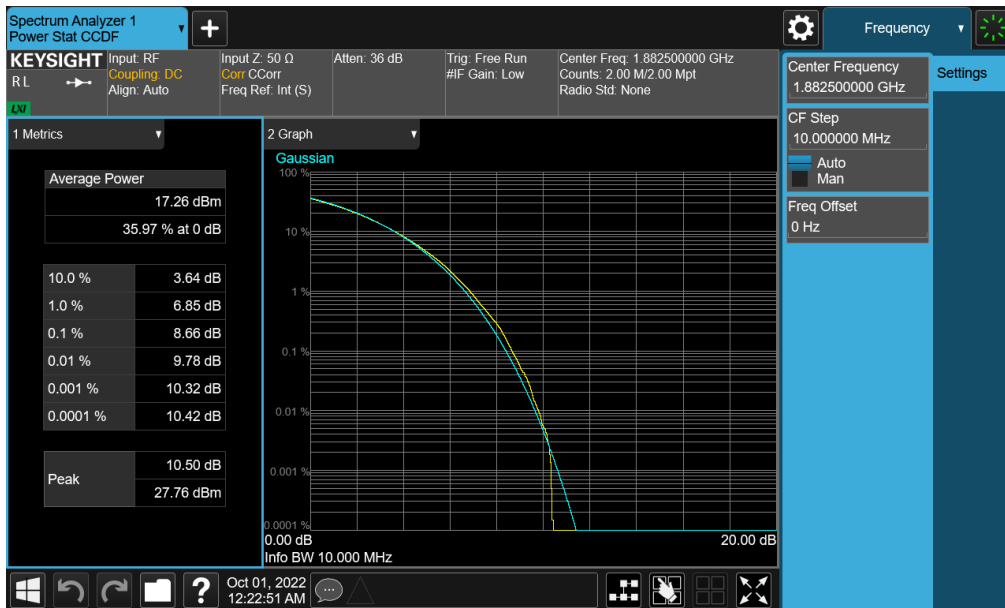 Spectrum Analyzer 1
Power Stat CCDF
Frequency
KEYSIGHT
R L
LXI
Input: RF
Coupling: DC
Align: Auto
Input Z: 50 Ω
Corr CCorr
Freq Ref: Int (S)
Atten: 36 dB
Trig: Free Run
#IF Gain: Low
Center Freq: 1.882500000 GHz
Counts: 2.00 M/2.00 Mpt
Radio Std: None
Center Frequency
1.882500000 GHz
Settings
CF Step
10.000000 MHz
Auto
Man
Freq Offset
0 Hz
1 Metrics
Average Power
17.26 dBm
35.97 % at 0 dB
10.0 % 3.64 dB
1.0 % 6.85 dB
0.1 % 8.66 dB
0.01 % 9.78 dB
0.001 % 10.32 dB
0.0001 % 10.42 dB
Peak
10.50 dB
27.76 dBm
2 Graph
Gaussian
100 %
10 %
1 %
0.1 %
0.01 %
0.001 %
0.0001 %
0.00 dB 20.00 dB
Info BW 10.000 MHz
?
Oct 01, 2022
12:22:51 AM